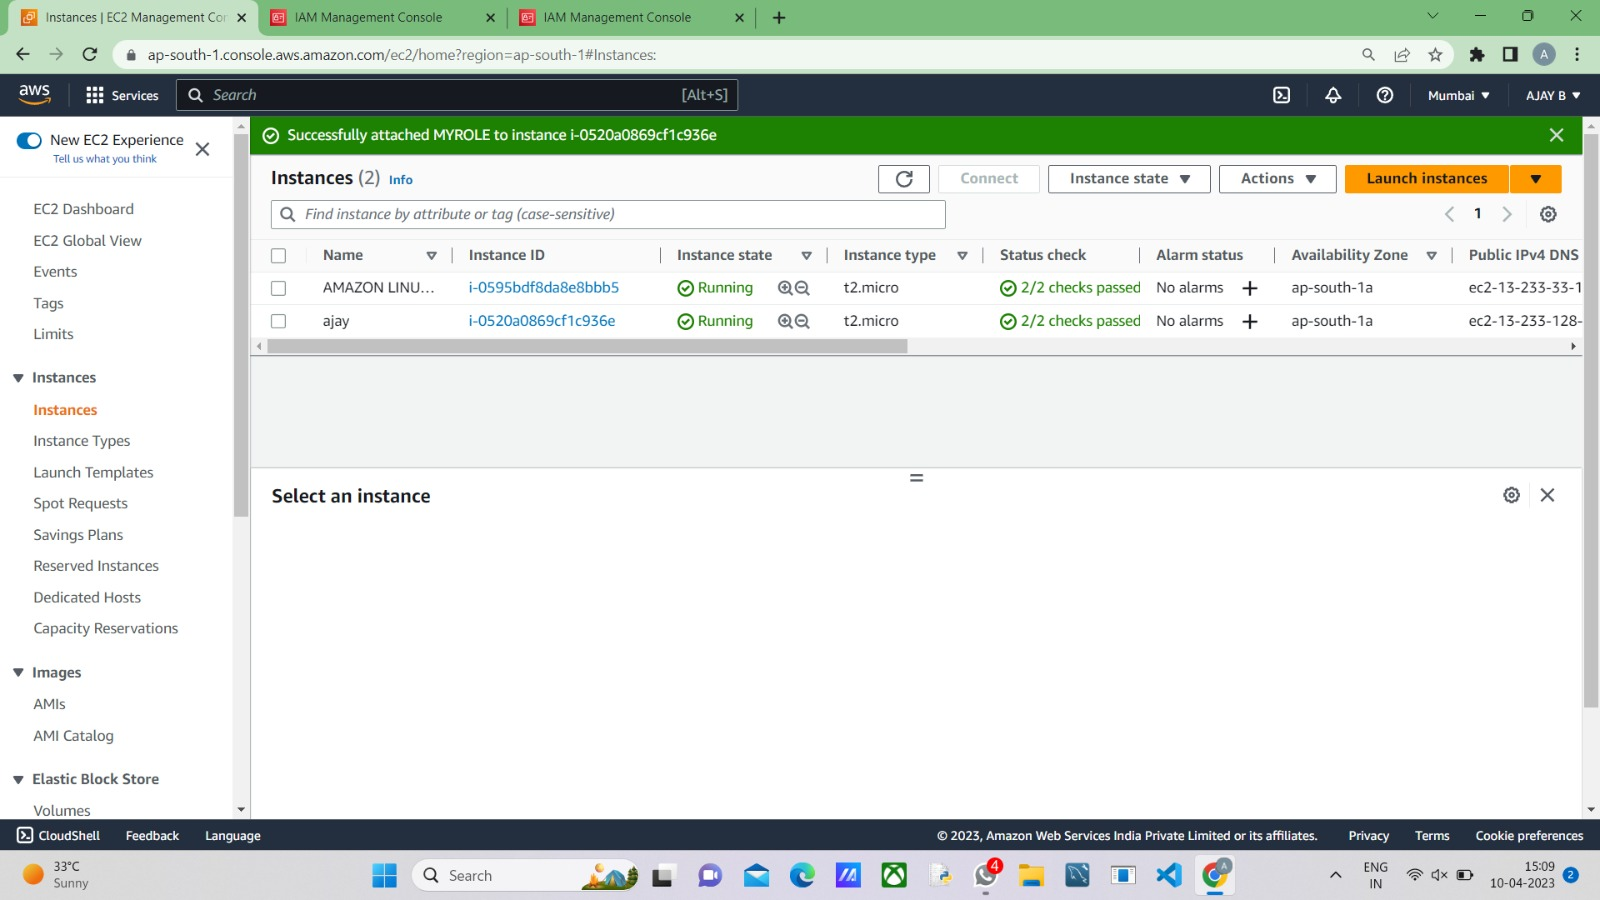 Instances | EC2 Management Con
IAM Management Console
IAM Management Console
ap-south-1.console.aws.amazon.com/ec2/home?region=ap-south-1#Instances:
A
aws
Services
Search
[Alt+S]
Mumbai
AJAY B
New EC2 Experience
Tell us what you think
EC2 Dashboard
EC2 Global View
Events
Tags
Limits
Instances
Instances
Instance Types
Launch Templates
Spot Requests
Savings Plans
Reserved Instances
Dedicated Hosts
Capacity Reservations
Images
AMIs
AMI Catalog
Elastic Block Store
Volumes
Successfully attached MYROLE to instance i-0520a0869cf1c936e
Instances (2) Info
Connect
Instance state
Actions
Launch instances
Find instance by attribute or tag (case-sensitive)
1
Name Instance ID Instance state Instance type Status check Alarm status Availability Zone Public IPv4 DNS
AMAZON LINU... i-0595bdf8da8e8bbb5 Running t2.micro 2/2 checks passed No alarms ap-south-1a ec2-13-233-33-1
ajay i-0520a0869cf1c936e Running t2.micro 2/2 checks passed No alarms ap-south-1a ec2-13-233-128-
Select an instance
CloudShell Feedback Language
© 2023, Amazon Web Services India Private Limited or its affiliates. Privacy Terms Cookie preferences
33°C
Sunny
Search
4
A
ENG
IN
15:09
10-04-2023
2